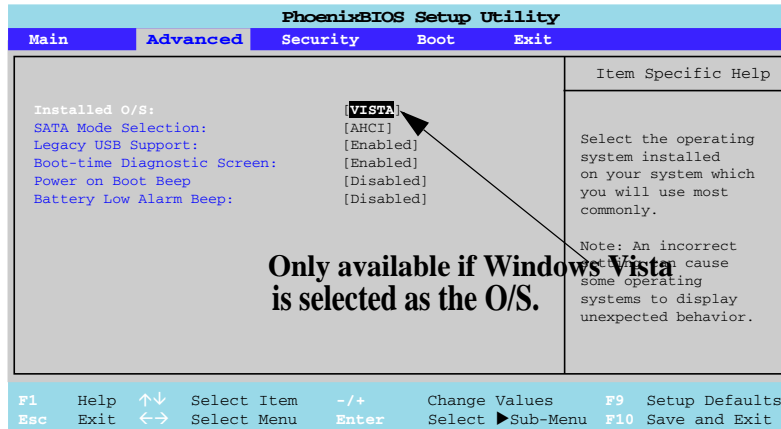 PhoenixBIOS Setup Utility
Main Advanced Security Boot Exit
Item Specific Help
Installed O/S: [VISTA]
SATA Mode Selection: [AHCI]
Legacy USB Support: [Enabled]
Boot-time Diagnostic Screen: [Enabled]
Power on Boot Beep [Disabled]
Battery Low Alarm Beep: [Disabled]
Select the operating
system installed
on your system which
you will use most
commonly.
Note: An incorrect
setting can cause
some operating
systems to display
unexpected behavior.
Only available if Windows Vista
is selected as the O/S.
F1 Help ↑↓ Select Item -/+ Change Values F9 Setup Defaults
Esc Exit ←→ Select Menu Enter Select ▶Sub-Menu F10 Save and Exit